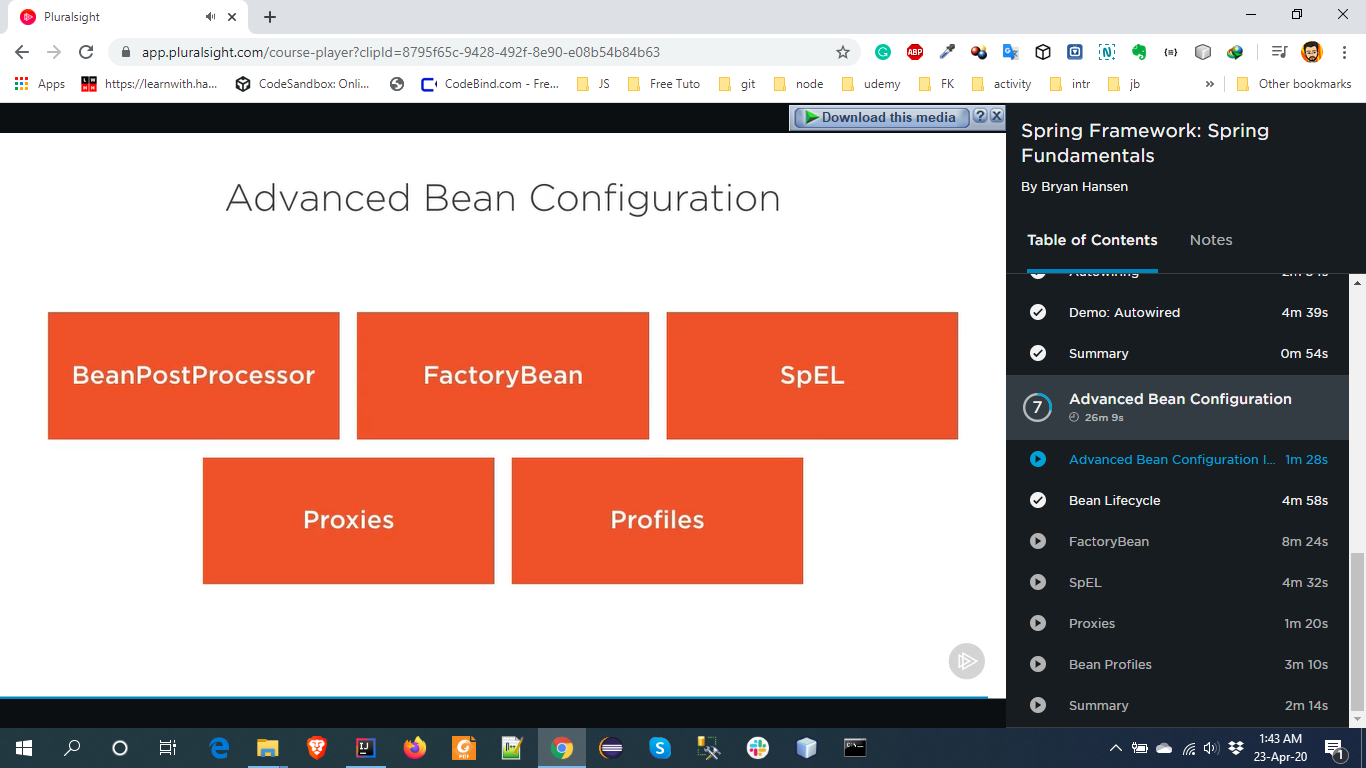 Pluralsight
app.pluralsight.com/course-player?clipId=8795f65c-9428-492f-8e90-e08b54b84b63
ABP
Apps
https://learnwith.ha...
CodeSandbox: Onli...
CodeBind.com - Fre...
JS
Free Tuto
git
node
udemy
FK
activity
intr
jb
»
Other bookmarks
Download this media
Advanced Bean Configuration
BeanPostProcessor
FactoryBean
SpEL
Proxies
Profiles
Spring Framework: Spring
Fundamentals
By Bryan Hansen
Table of Contents
Notes
Autowiring
Demo: Autowired 4m 39s
Summary 0m 54s
7
Advanced Bean Configuration
26m 9s
Advanced Bean Configuration I... 1m 28s
Bean Lifecycle 4m 58s
FactoryBean 8m 24s
SpEL 4m 32s
Proxies 1m 20s
Bean Profiles 3m 10s
Summary 2m 14s
1:43 AM
23-Apr-20
1